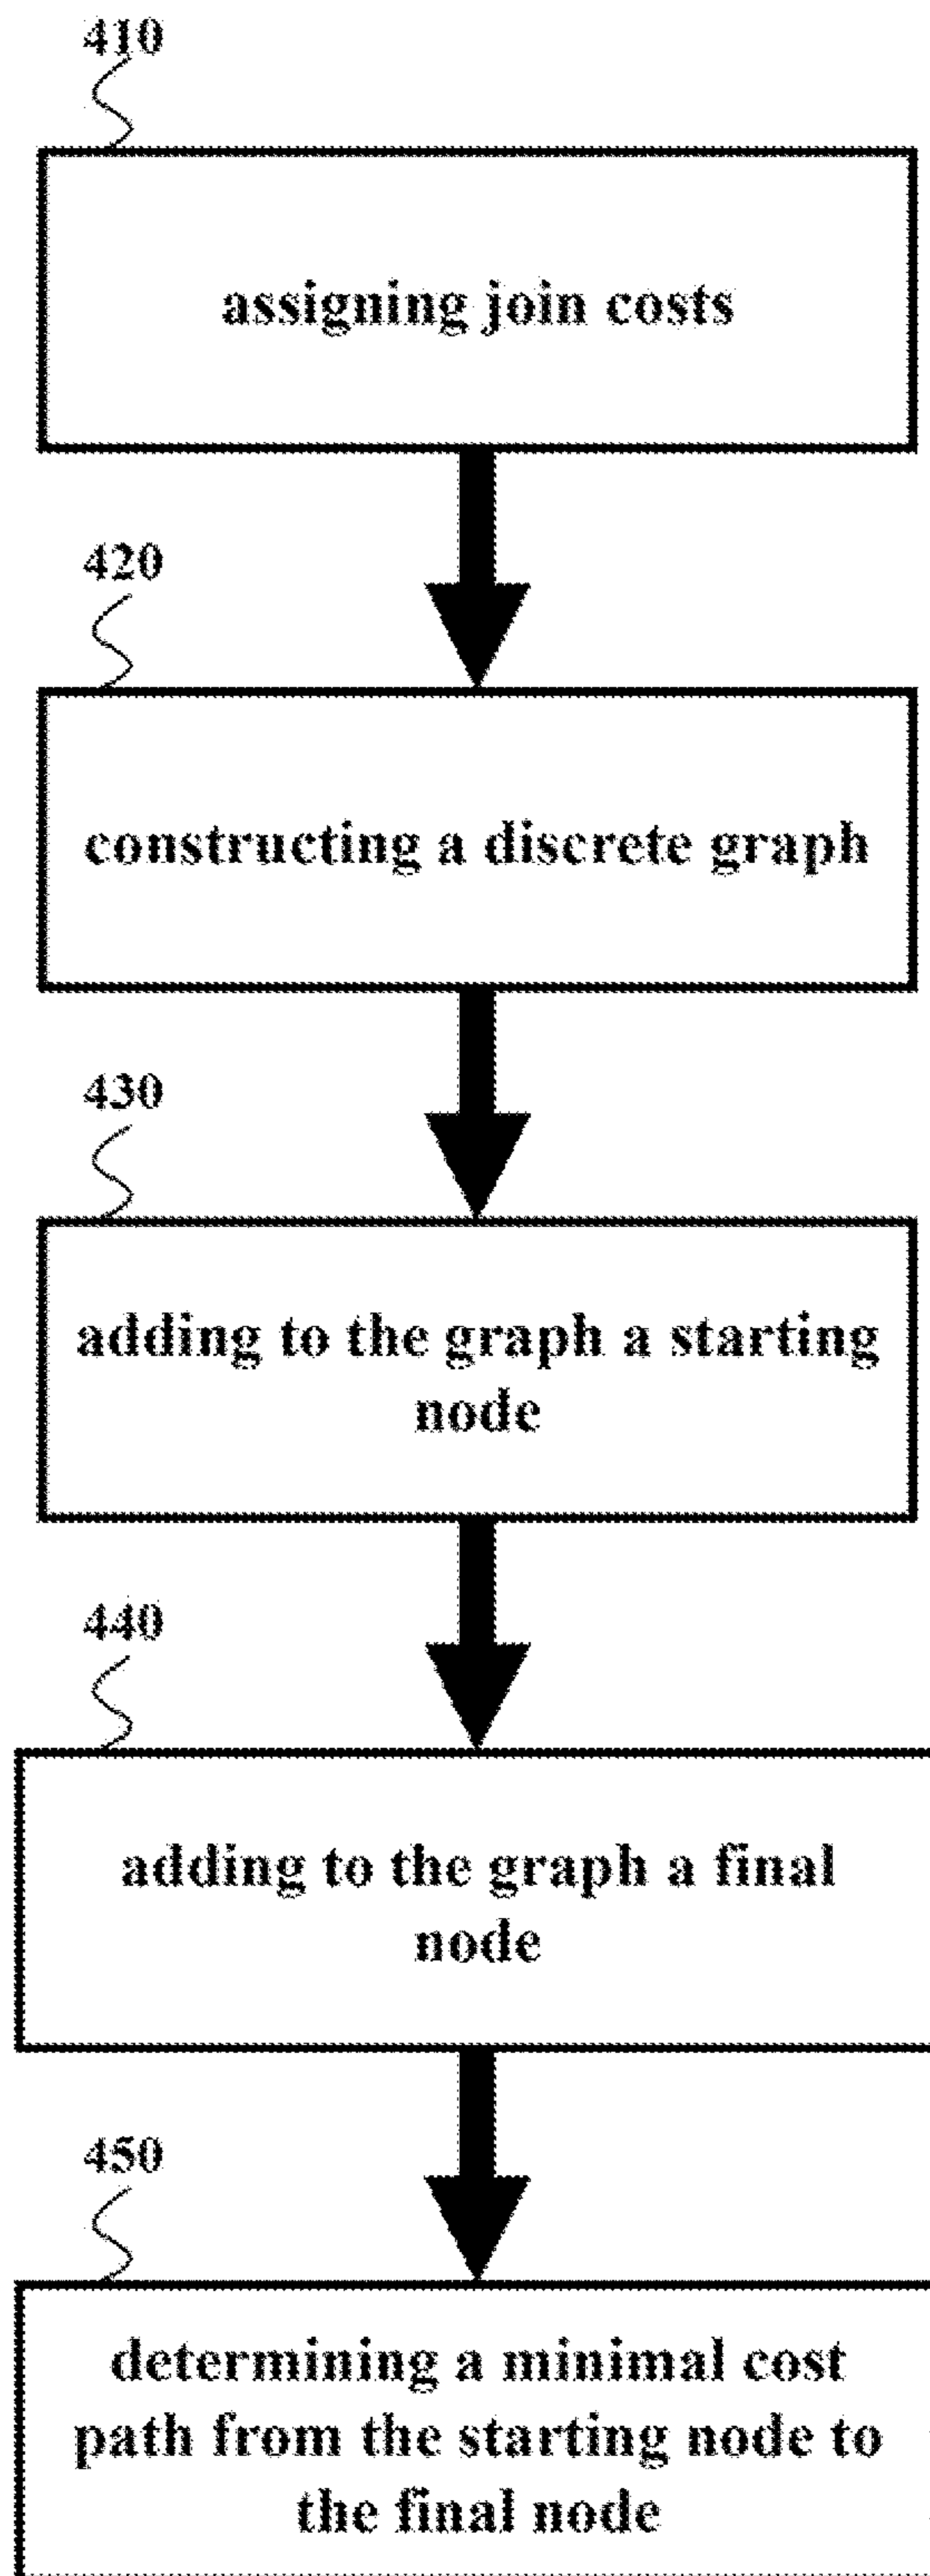 410
assigning join costs
420
constructing a discrete graph
430
adding to the graph a starting
node
440
adding to the graph a final
node
450
determining a minimal cost
path from the starting node to
the final node